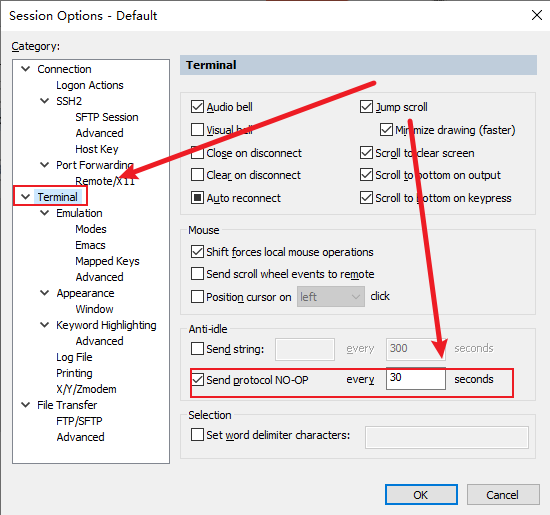 Session Options - Default
Category:
Connection
Logon Actions
SSH2
SFTP Session
Advanced
Host Key
Port Forwarding
Remote/X11
Terminal
Emulation
Modes
Emacs
Mapped Keys
Advanced
Appearance
Window
Keyword Highlighting
Advanced
Log File
Printing
X/Y/Zmodem
File Transfer
FTP/SFTP
Advanced
Terminal
Audio bell
Jump scroll
Visual bell
Minimize drawing (faster)
Close on disconnect
Scroll to clear screen
Clear on disconnect
Scroll to bottom on output
Auto reconnect
Scroll to bottom on keypress
Mouse
Shift forces local mouse operations
Send scroll wheel events to remote
Position cursor on left click
Anti-idle
Send string: every 300 seconds
Send protocol NO-OP every 30 seconds
Selection
Set word delimiter characters:
OK Cancel